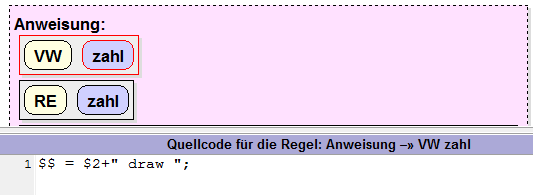 Anweisung:
VW zahl
RE zahl
Quellcode für die Regel: Anweisung –» VW zahl
1 $$ = $2+" draw ";